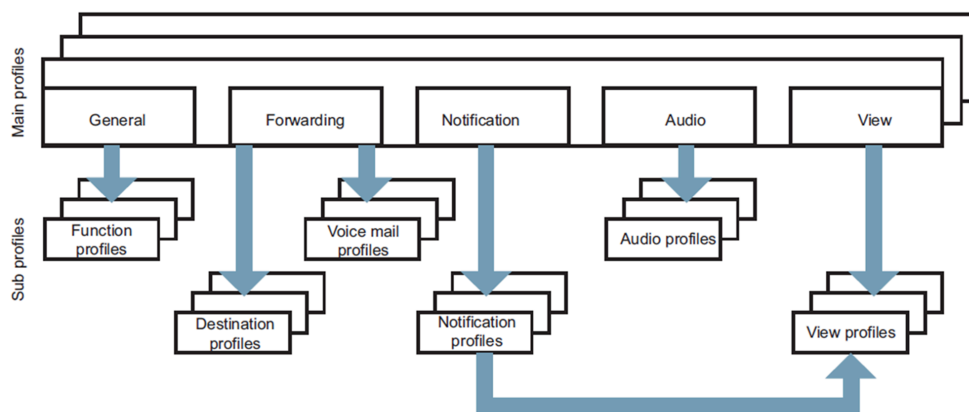 Main profiles
General
Forwarding
Notification
Audio
View
Sub profiles
Function
profiles
Voice mail
profiles
Audio profiles
Destination
profiles
Notification
profiles
View profiles